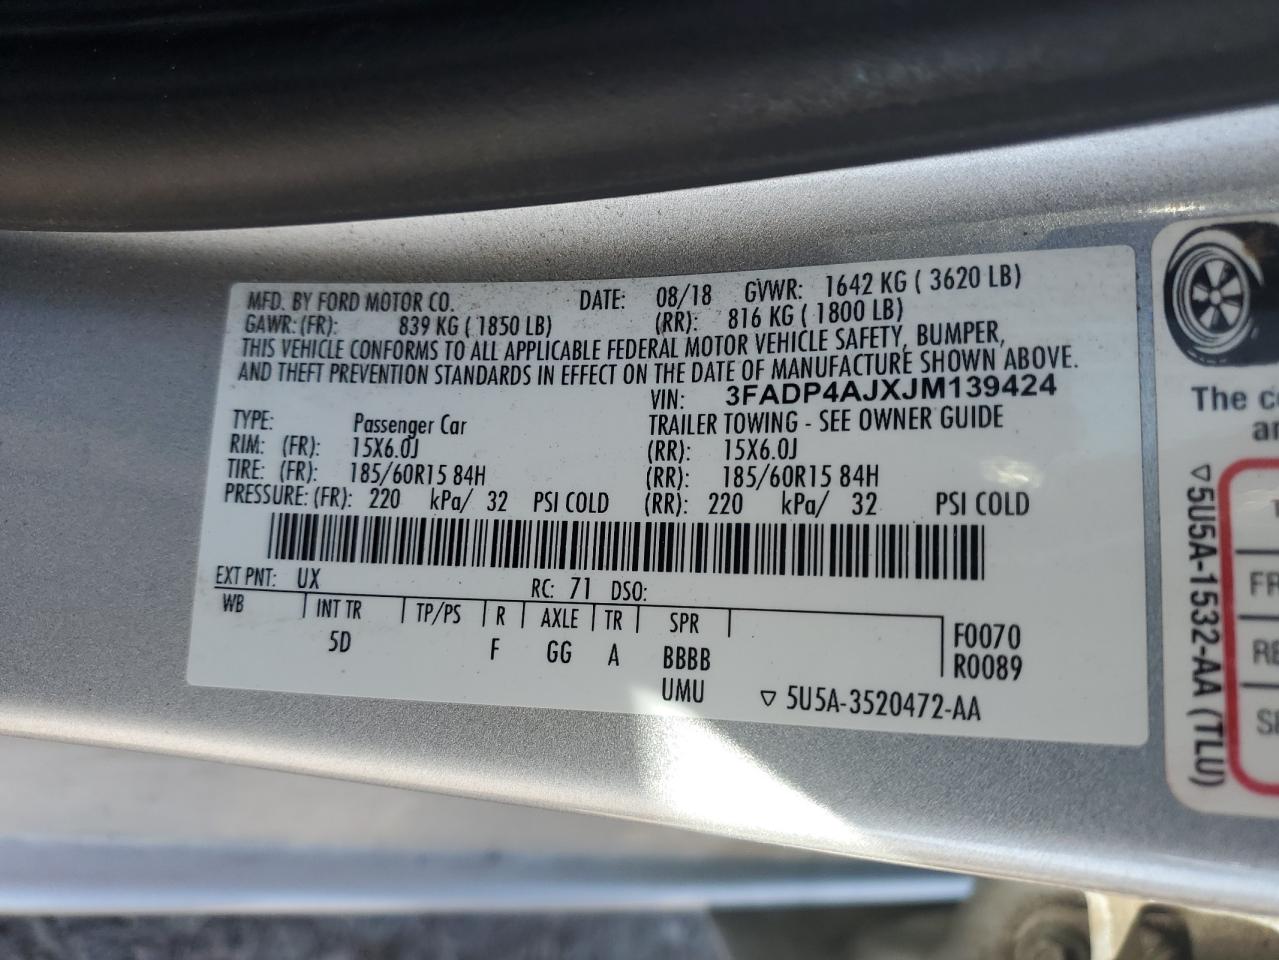 MFD. BY FORD MOTOR CO. DATE: 08/18 GVWR: 1642 KG ( 3620 LB)
GAWR: (FR): 839 KG ( 1850 LB) (RR): 816 KG ( 1800 LB)
THIS VEHICLE CONFORMS TO ALL APPLICABLE FEDERAL MOTOR VEHICLE SAFETY, BUMPER,
AND THEFT PREVENTION STANDARDS IN EFFECT ON THE DATE OF MANUFACTURE SHOWN ABOVE.
VIN: 3FADP4AJXJM139424
TYPE: Passenger Car TRAILER TOWING - SEE OWNER GUIDE
RIM: (FR): 15X6.0J (RR): 15X6.0J
TIRE: (FR): 185/60R15 84H (RR): 185/60R15 84H
PRESSURE: (FR): 220 kPa/ 32 PSI COLD (RR): 220 kPa/ 32 PSI COLD
EXT PNT: UX RC: 71 DSO:
WB INT TR TP/PS R AXLE TR SPR
5D F GG A BBBB
UMU
F0070
R0089
▽ 5U5A-3520472-AA
The
▽5U5A-1532-AA (TLU)